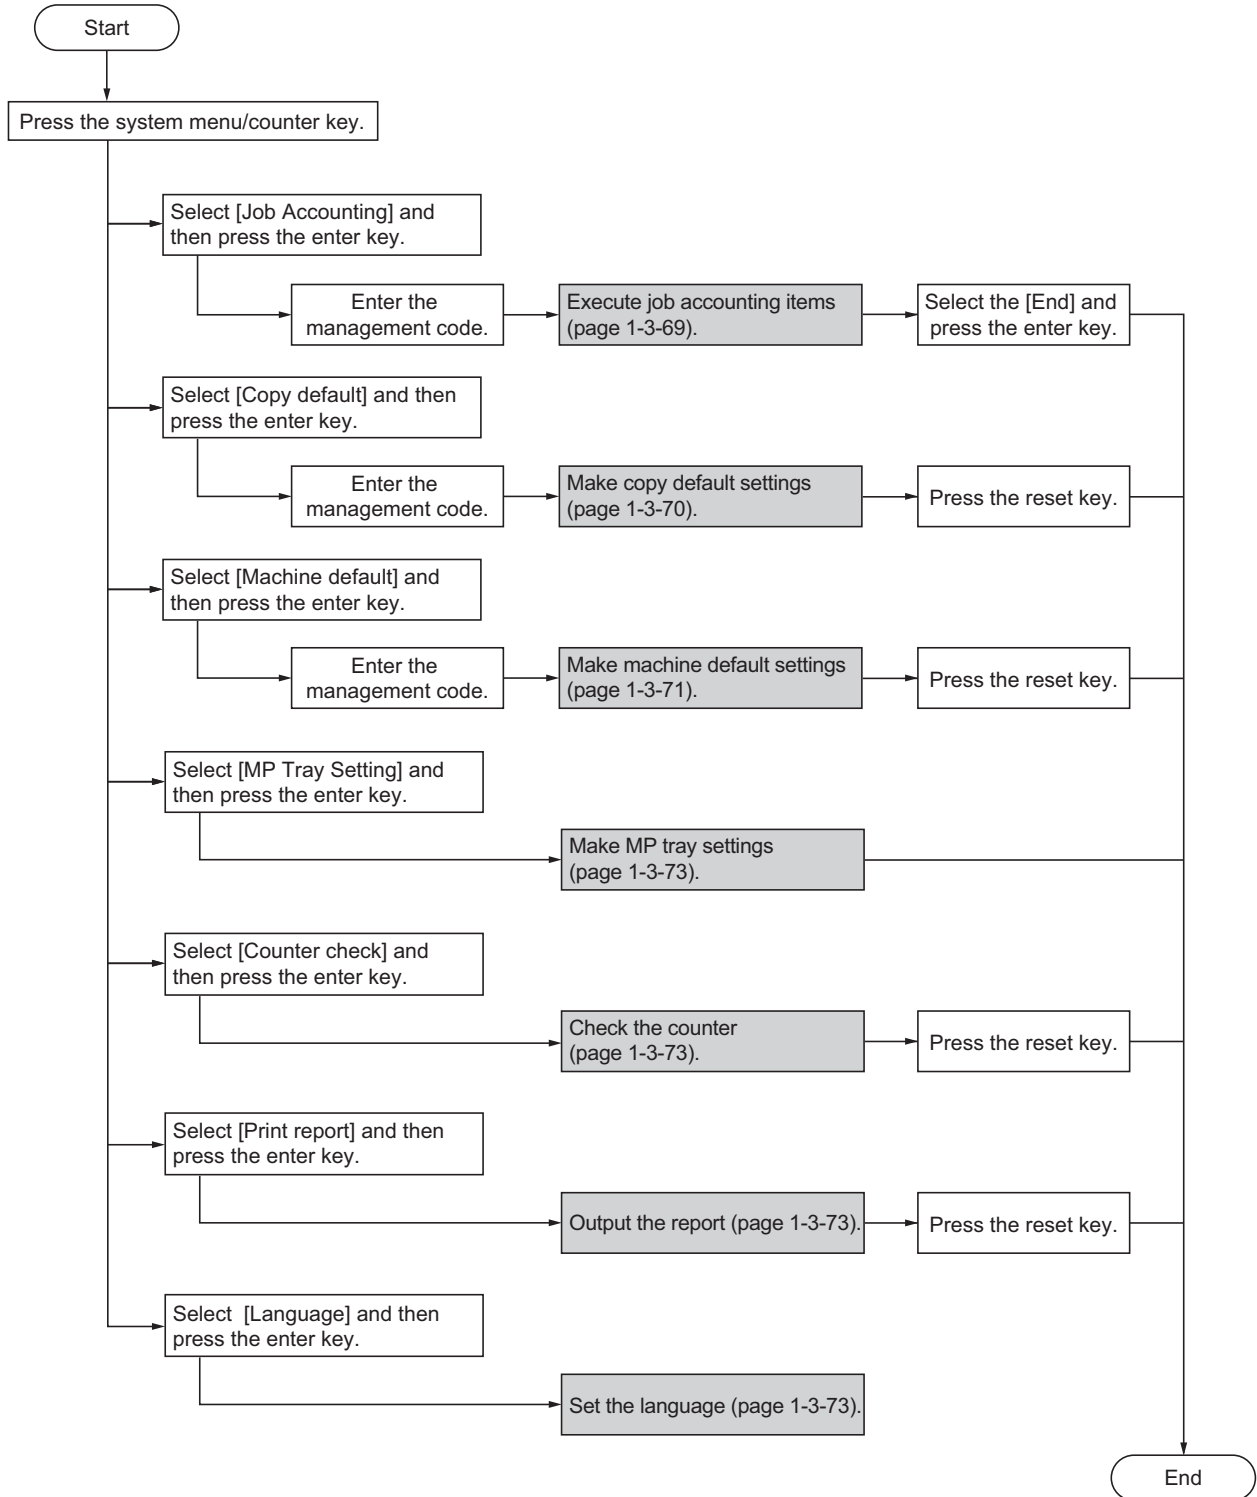 Start
Press the system menu/counter key.
Select [Job Accounting] and
then press the enter key.
Enter the
management code.
Execute job accounting items
(page 1-3-69).
Select the [End] and
press the enter key.
Select [Copy default] and then
press the enter key.
Enter the
management code.
Make copy default settings
(page 1-3-70).
Press the reset key.
Select [Machine default] and
then press the enter key.
Enter the
management code.
Make machine default settings
(page 1-3-71).
Press the reset key.
Select [MP Tray Setting] and
then press the enter key.
Make MP tray settings
(page 1-3-73).
Select [Counter check] and
then press the enter key.
Check the counter
(page 1-3-73).
Press the reset key.
Select [Print report] and then
press the enter key.
Output the report (page 1-3-73).
Press the reset key.
Select  [Language] and then
press the enter key.
Set the language (page 1-3-73).
End